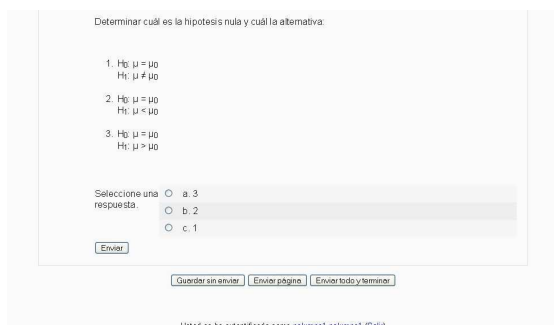 Determinar cuál es la hipotesis nula y cuál la alternativa:
1. H0: μ = μ0
H1: μ ≠ μ0
2. H0: μ = μ0
H1: μ < μ0
3. H0: μ = μ0
H1: μ > μ0
Seleccione una respuesta.
a. 3
b. 2
c. 1
Enviar
Guardar sin enviar Enviar página Enviar todo y terminar